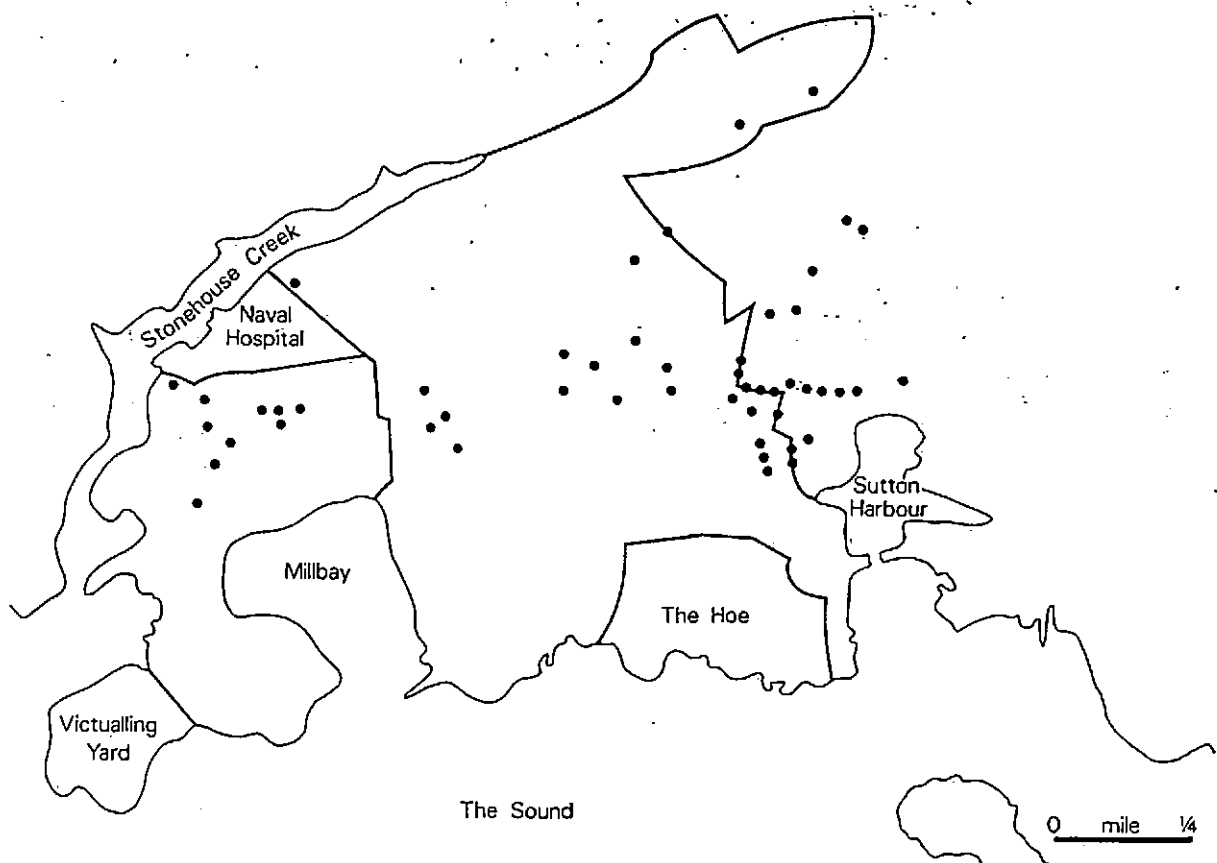 Stonehouse Creek
Naval
Hospital
Sutton
Harbour
Millbay
The Hoe
Victualling
Yard
The Sound
0 mile ¼